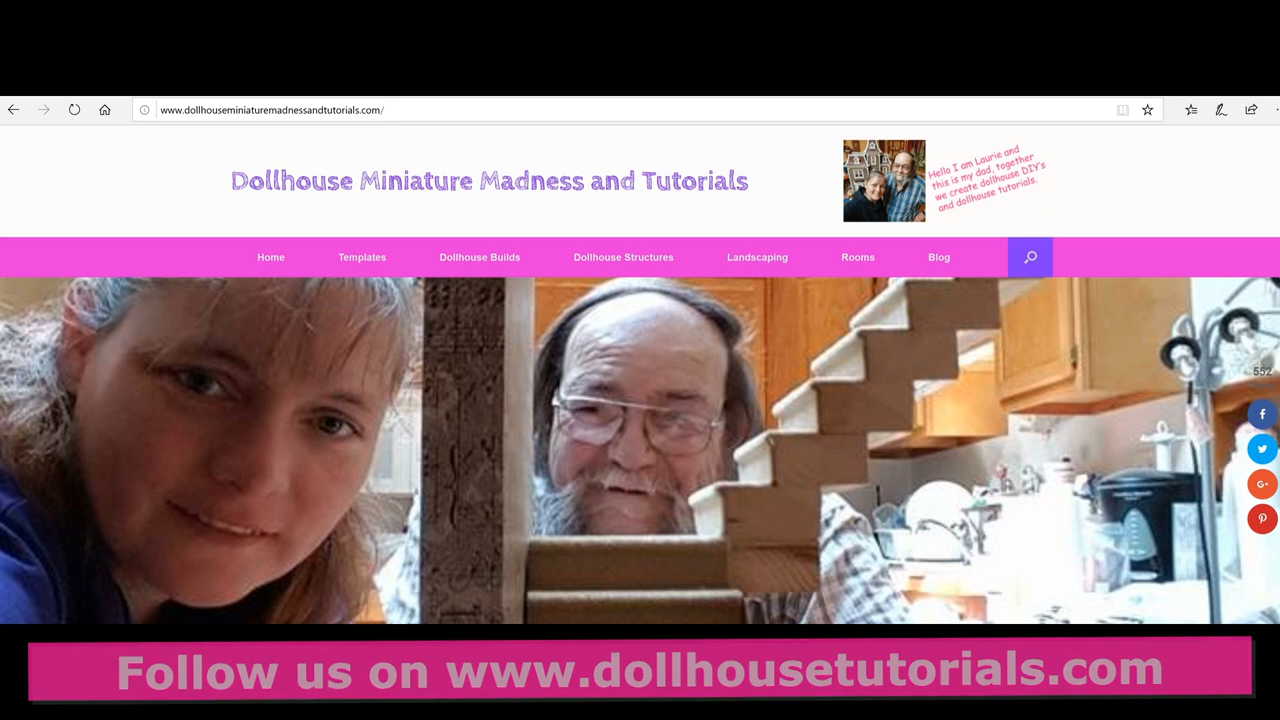 www.dollhouseminiaturemadnessandtutorials.com/
Dollhouse Miniature Madness and Tutorials
Hello I am Laurie and
this is my dad, together
we create dollhouse DIY's
and dollhouse tutorials.
Home Templates Dollhouse Builds Dollhouse Structures Landscaping Rooms Blog
552
Follow us on www.dollhousetutorials.com